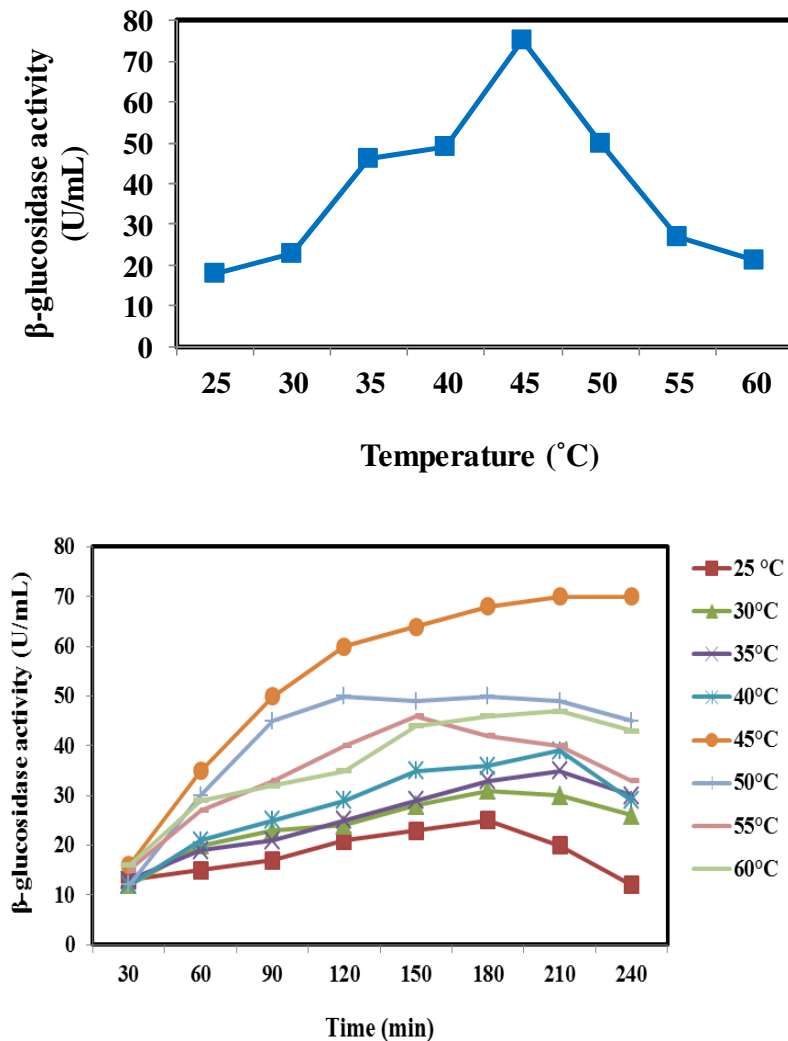 β-glucosidase activity
(U/mL)
80
70
60
50
40
30
20
10
0
25 30 35 40 45 50 55 60
Temperature (˚C)
β-glucosidase activity (U/mL)
80
70
60
50
40
30
20
10
0
30 60 90 120 150 180 210 240
Time (min)
25 °C
30°C
35°C
40°C
45°C
50°C
55°C
60°C